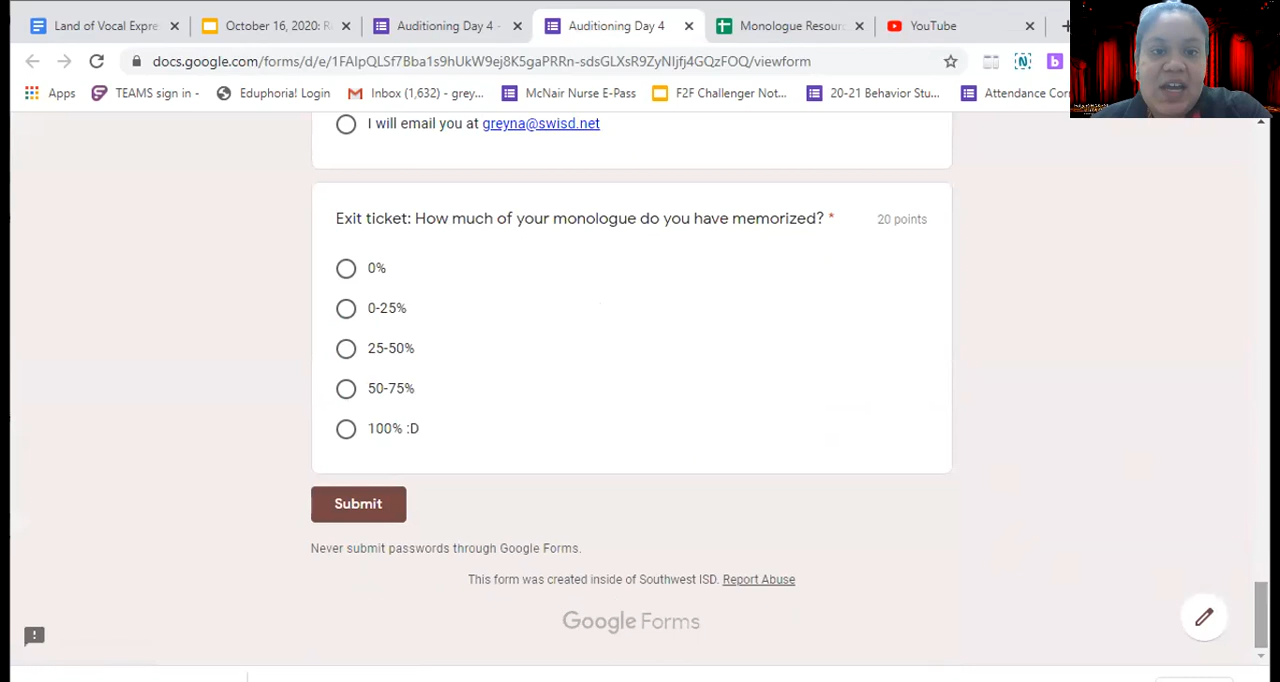 Land of Vocal Expre
October 16, 2020: R
Auditioning Day 4 -
Auditioning Day 4
Monologue Resourc
YouTube
docs.google.com/forms/d/e/1FAIpQLSf7Bba1s9hUkW9ej8K5gaPRRn-sdsGLXsR9ZyNIjfj4GQzFOQ/viewform
Apps
TEAMS sign in -
Eduphoria! Login
Inbox (1,632) - grey...
McNair Nurse E-Pass
F2F Challenger Not...
20-21 Behavior Stu...
Attendance Cor
I will email you at greyna@swisd.net
Exit ticket: How much of your monologue do you have memorized? *
20 points
0%
0-25%
25-50%
50-75%
100% :D
Submit
Never submit passwords through Google Forms.
This form was created inside of Southwest ISD. Report Abuse
Google Forms